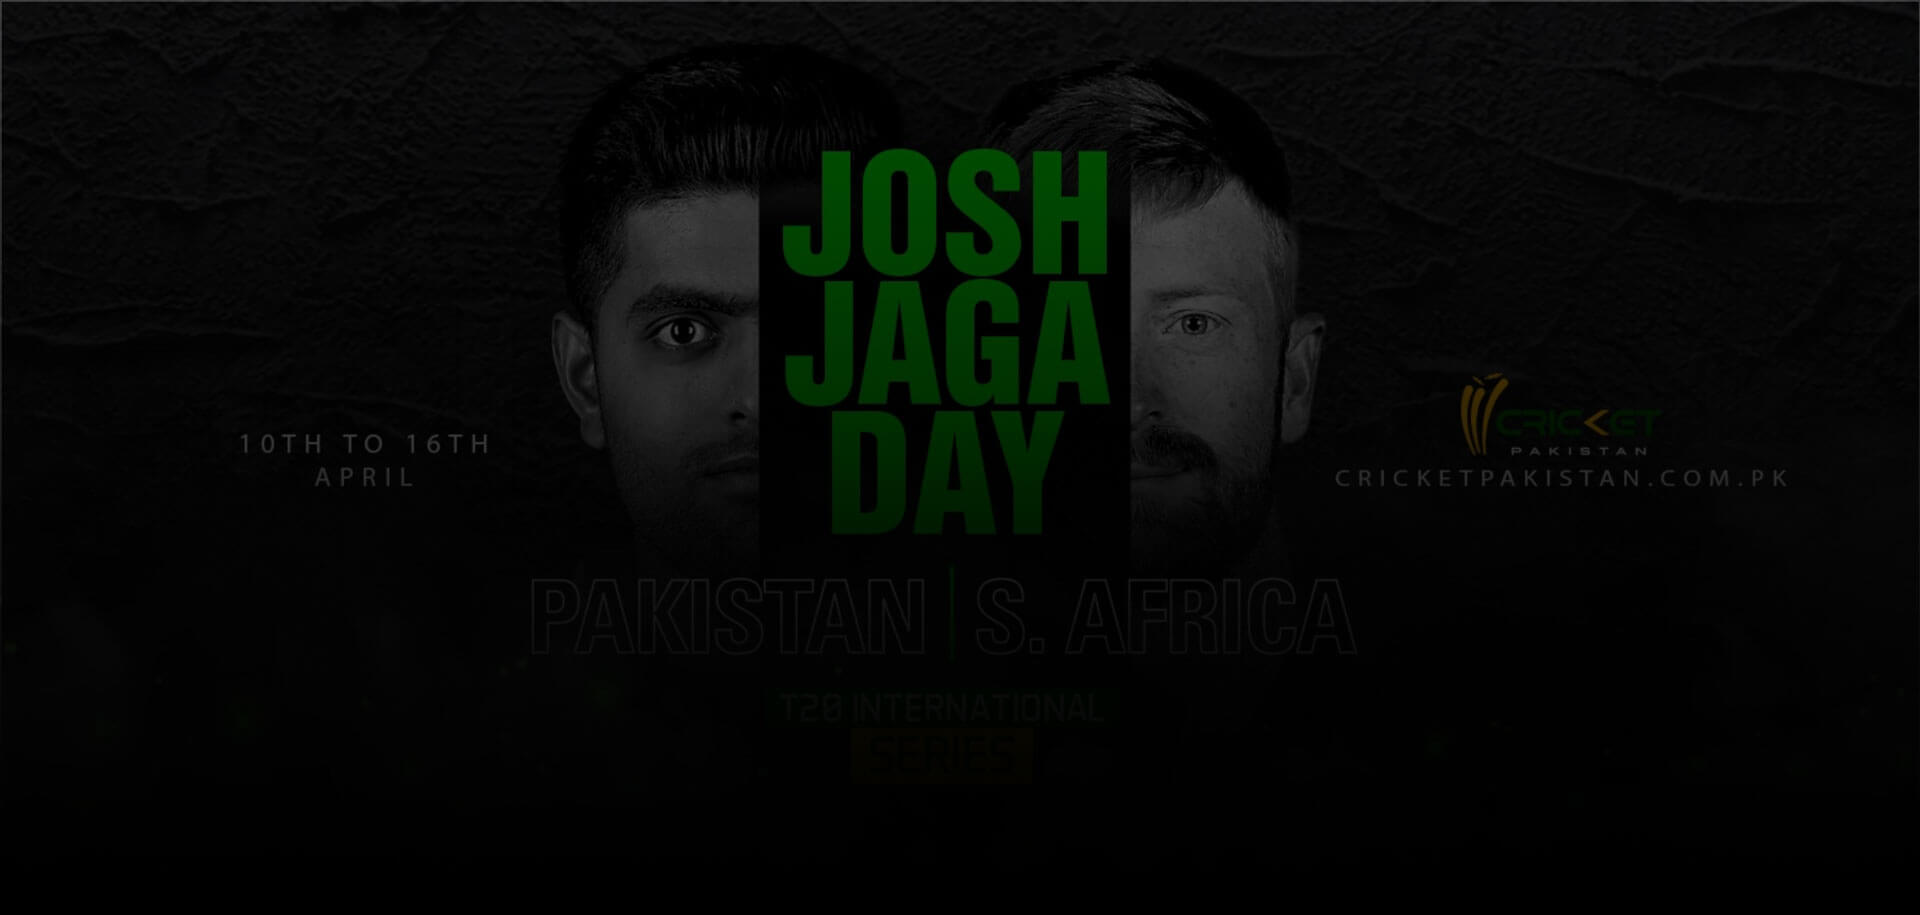 JOSH
JAGA
DAY
10TH TO 16TH
APRIL
CRICKET
PAKISTAN
CRICKETPAKISTAN.COM.PK
PAKISTAN | S. AFRICA
T20 INTERNATIONAL
SERIES